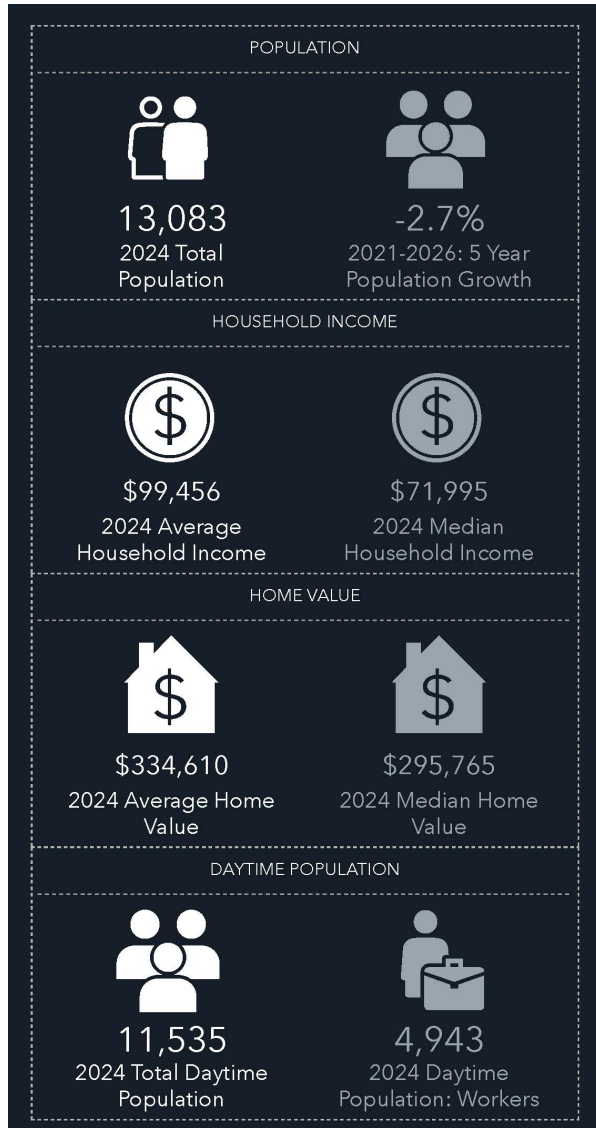 POPULATION
13,083
2024 Total
Population
-2.7%
2021-2026: 5 Year
Population Growth
HOUSEHOLD INCOME
$
$99,456
2024 Average
Household Income
$
$71,995
2024 Median
Household Income
HOME VALUE
$
$334,610
2024 Average Home
Value
$
$295,765
2024 Median Home
Value
DAYTIME POPULATION
11,535
2024 Total Daytime
Population
4,943
2024 Daytime
Population: Workers